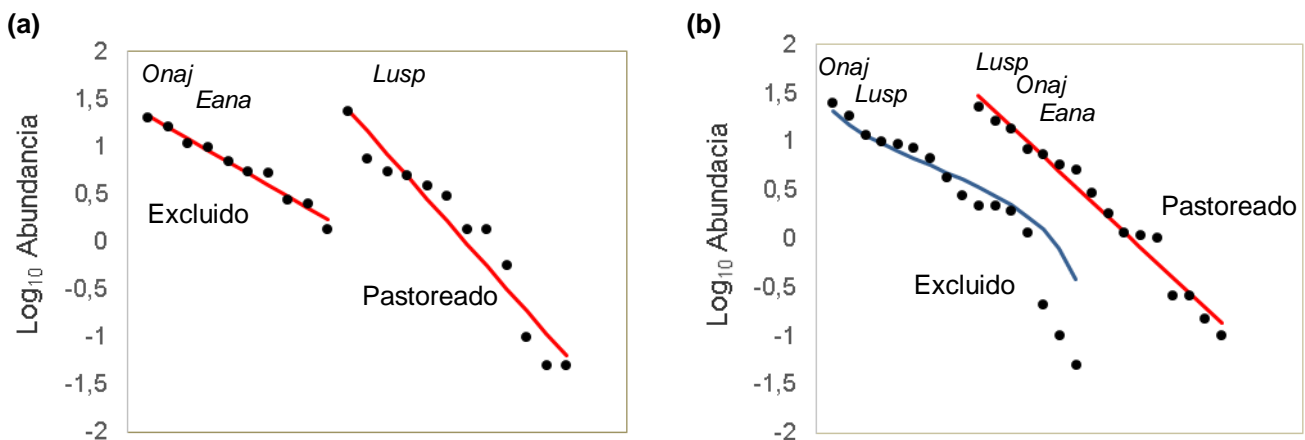 (a)
Log₁₀ Abundancia
2
1,5
1
0,5
0
-0,5
-1
-1,5
-2
Onaj
Eana
Lusp
Excluido
Pastoreado
(b)
Log₁₀ Abundacia
2
1,5
1
0,5
0
-0,5
-1
-1,5
-2
Onaj
Lusp
Lusp
Onaj
Eana
Pastoreado
Excluido